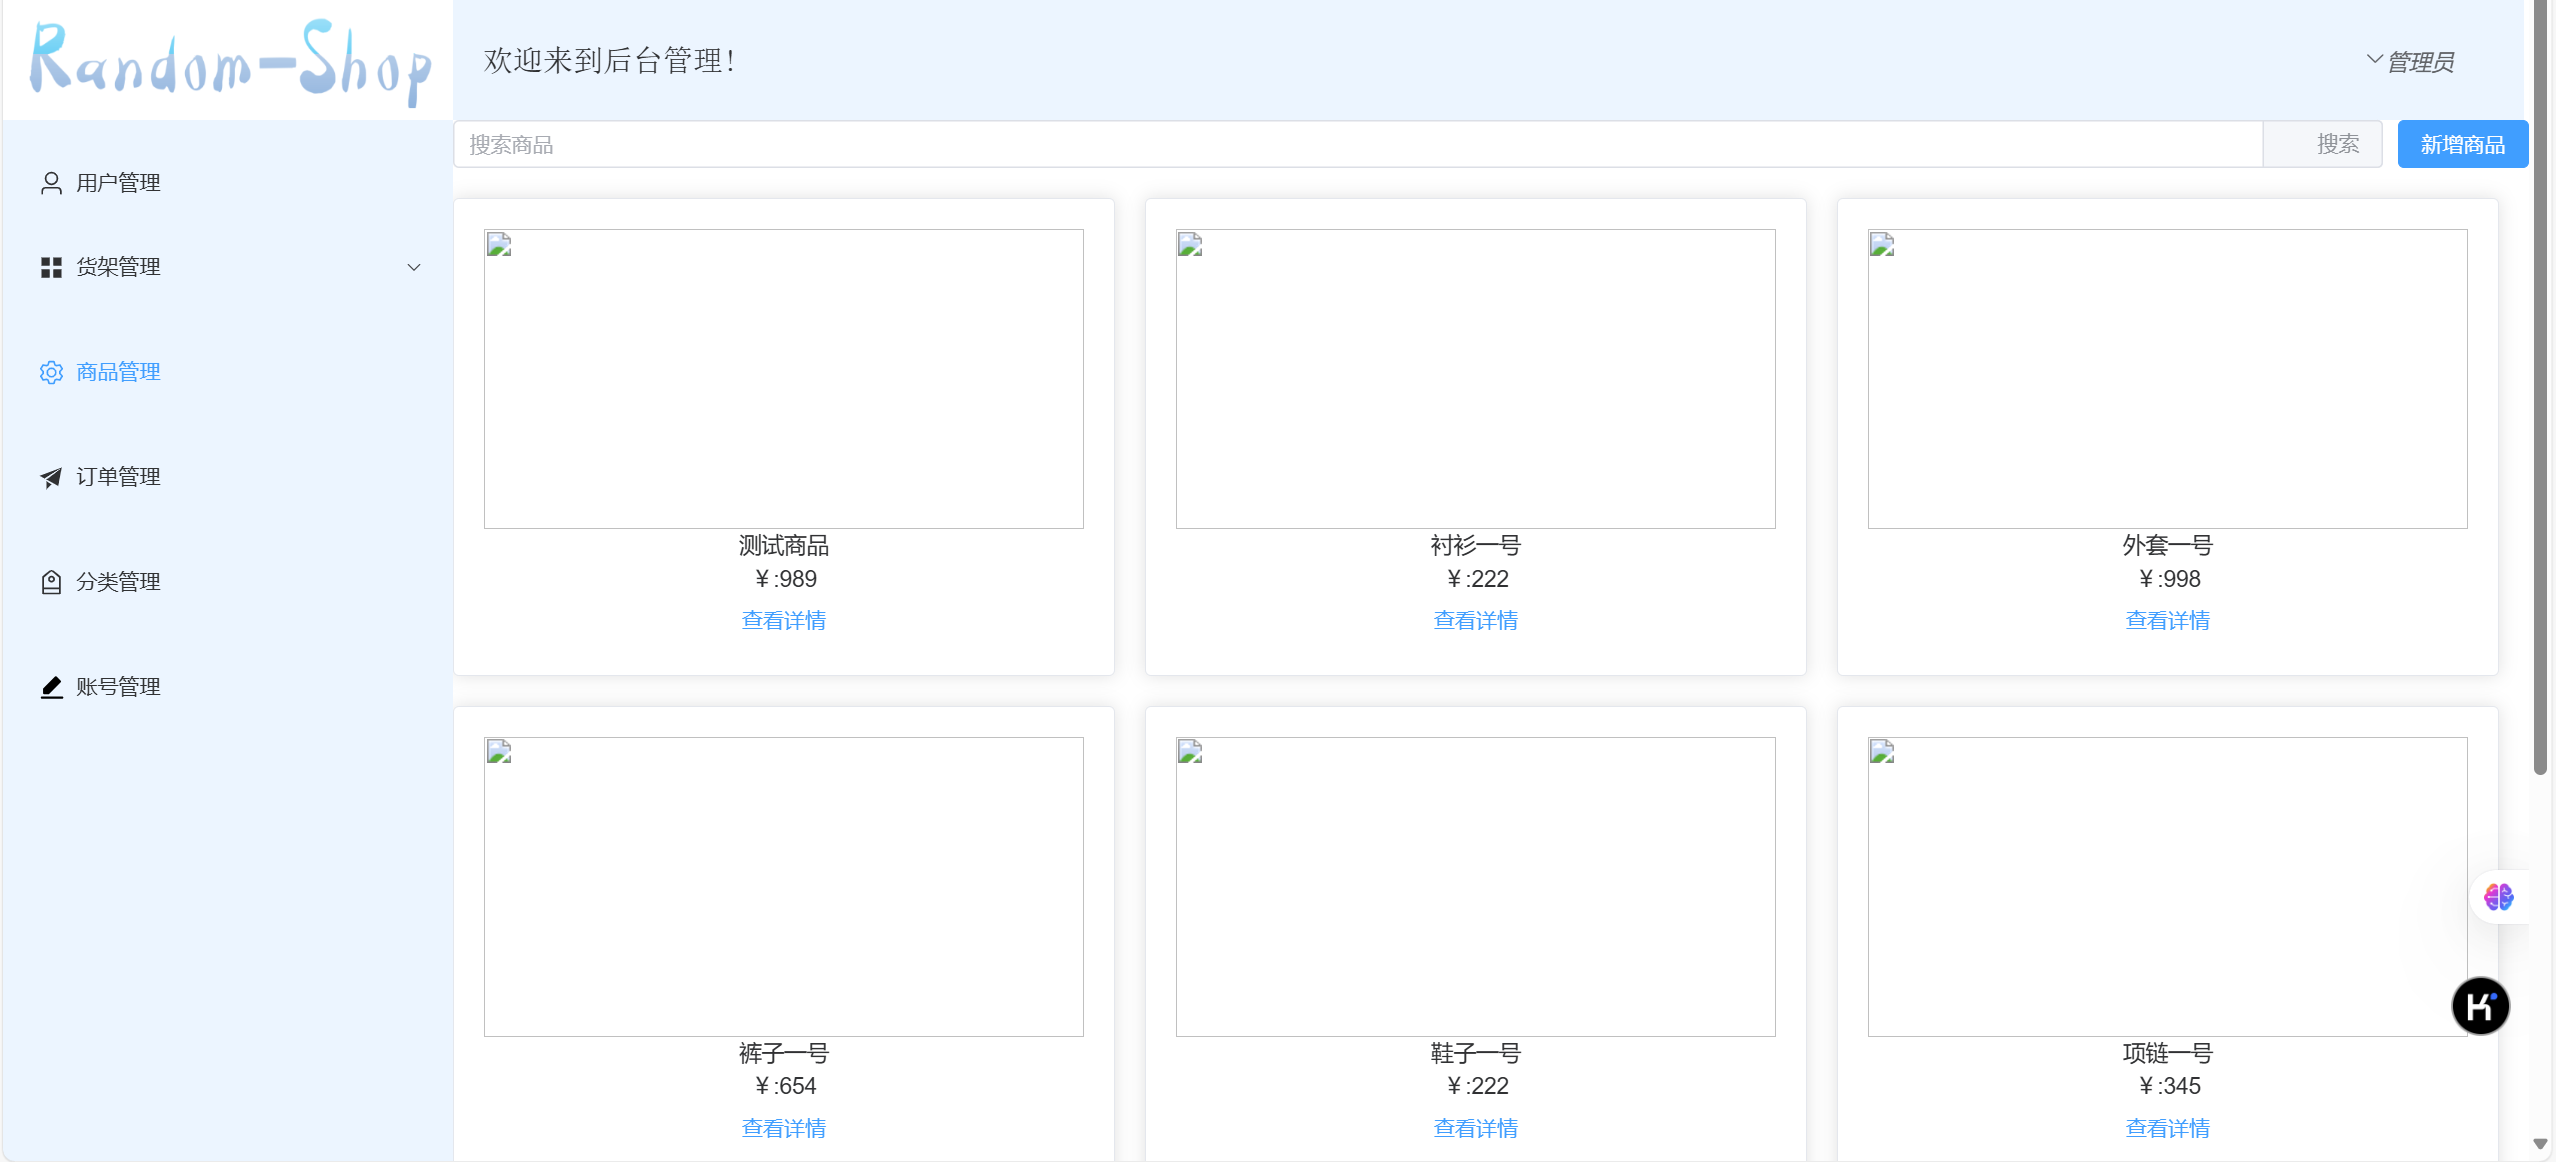 Random-Shop
欢迎来到后台管理!
管理员
搜索商品
搜索
新增商品
用户管理
货架管理
商品管理
订单管理
分类管理
账号管理
测试商品
¥:989
查看详情
衬衫一号
¥:222
查看详情
外套一号
¥:998
查看详情
裤子一号
¥:654
查看详情
鞋子一号
¥:222
查看详情
项链一号
¥:345
查看详情
K